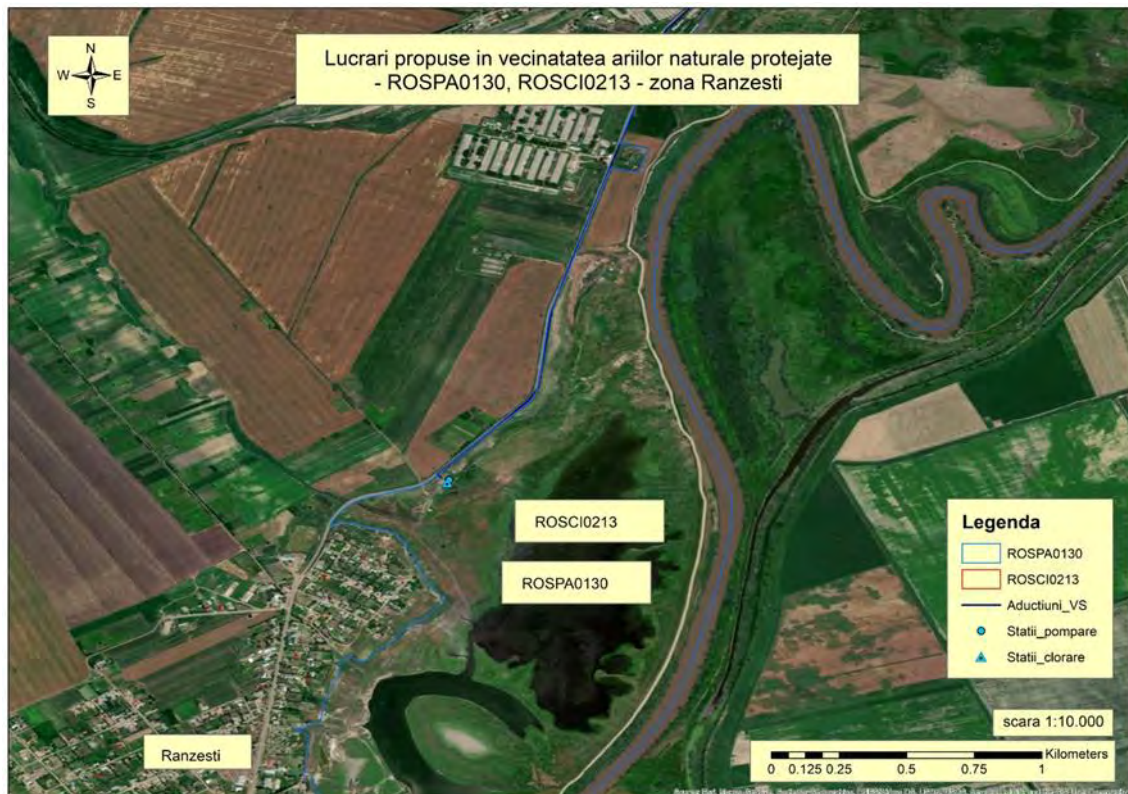 N
W E
S
Lucrari propuse in vecinatatea ariilor naturale protejate
- ROSPA0130, ROSCI0213 - zona Ranzesti
ROSCI0213
ROSPA0130
Legenda
ROSPA0130
ROSCI0213
Aductiuni_VS
Statii_pompare
Statii_clorare
scara 1:10.000
Ranzesti
Kilometers
0 0.125 0.25 0.5 0.75 1